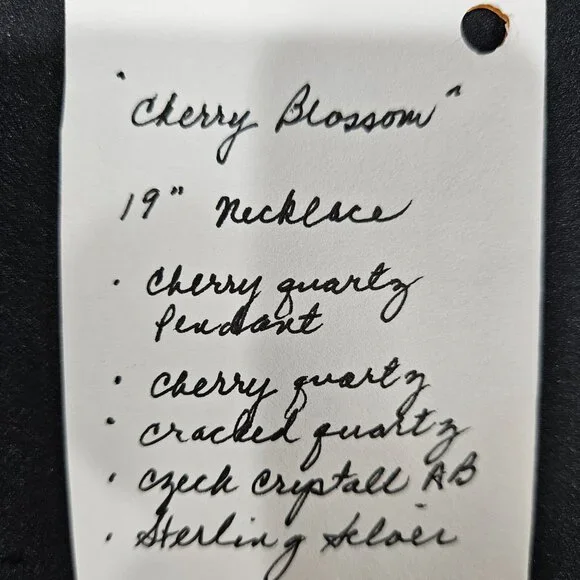 "Cherry Blossom"
19" Necklace
· Cherry quartz
Pendant
· Cherry quartz
· Cracked quartz
· Czech Crystall AB
· Sterling Silver